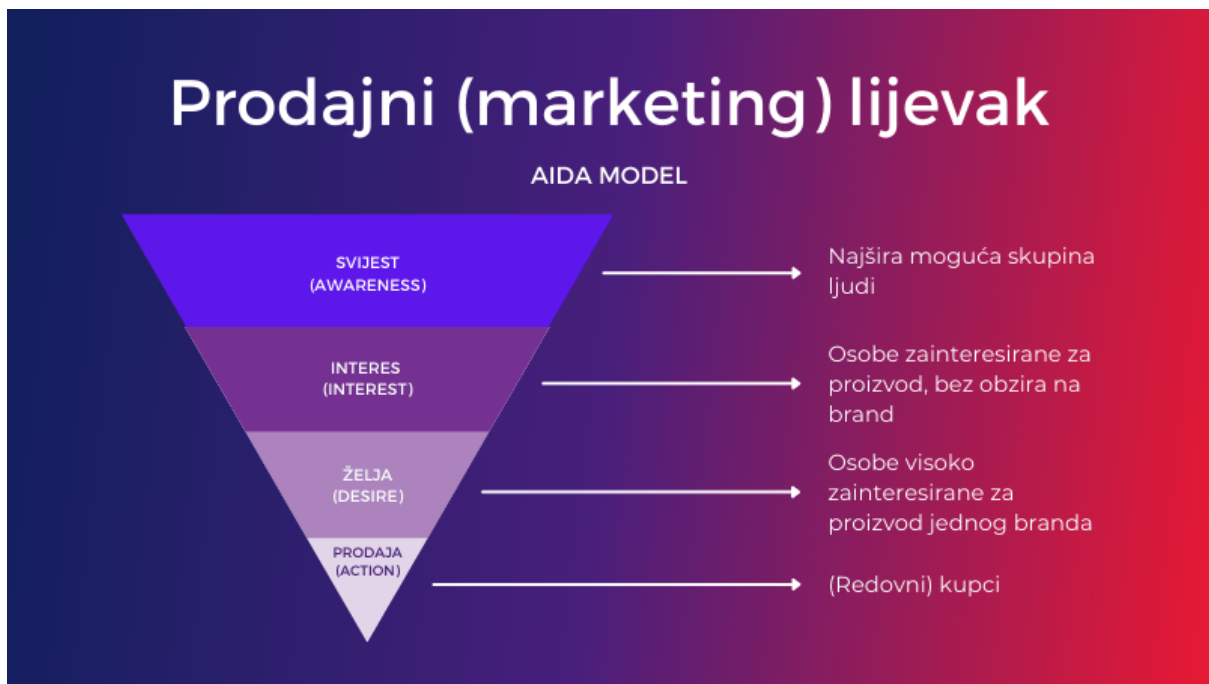 Prodajni (marketing) lijevak
AIDA MODEL
SVIJEST
(AWARENESS)
Najšira moguća skupina
ljudi
INTERES
(INTEREST)
Osobe zainteresirane za
proizvod, bez obzira na
brand
ŽELJA
(DESIRE)
Osobe visoko
zainteresirane za
proizvod jednog branda
PRODAJA
(ACTION)
(Redovni) kupci